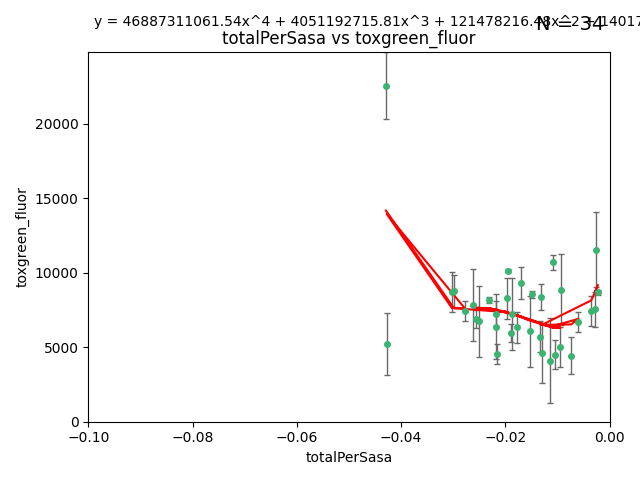 y = 46887311061.54x^4 + 4051192715.81x^3 + 121478216.48x^2 + 14017
N = 34
totalPerSasa vs toxgreen_fluor
20000
15000
10000
5000
0
toxgreen_fluor
−0.10 −0.08 −0.06 −0.04 −0.02 0.00
totalPerSasa